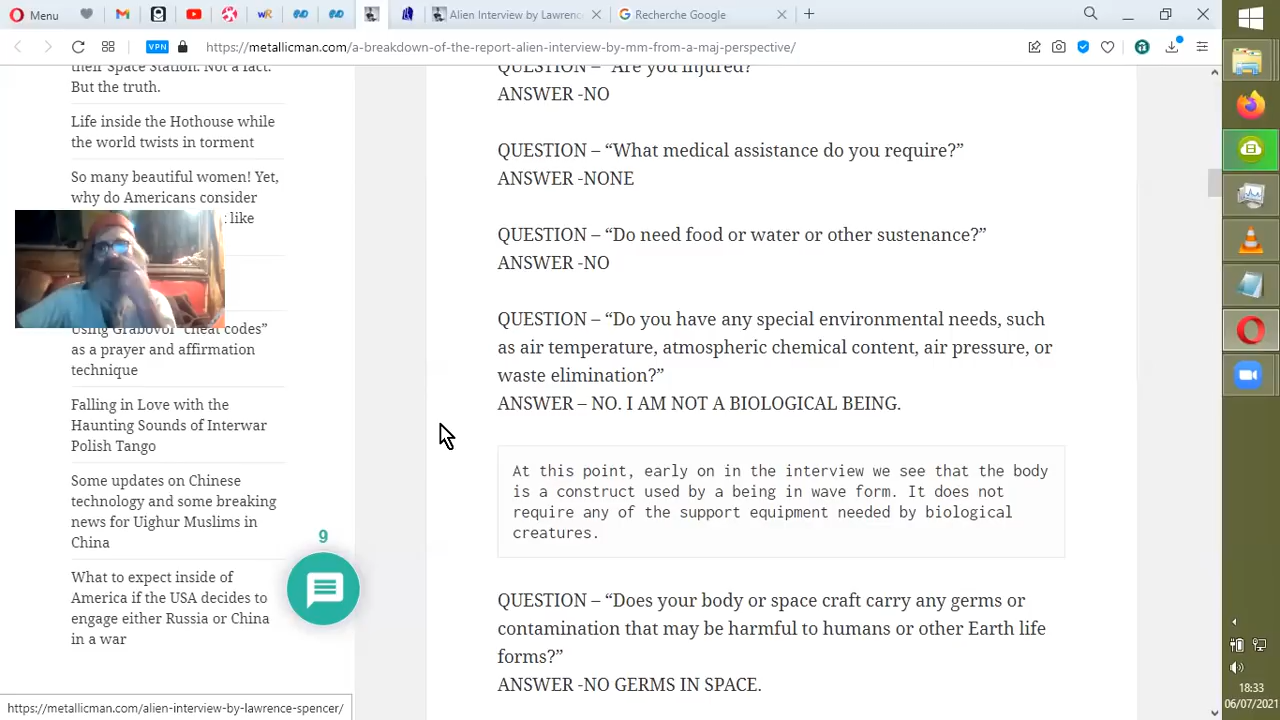 Menu
Alien Interview by Lawrence
Recherche Google
VPN
https://metallicman.com/a-breakdown-of-the-report-alien-interview-by-mm-from-a-maj-perspective/
their Space Station. Not a fact.
But the truth.
Life inside the Hothouse while
the world twists in torment
So many beautiful women! Yet,
why do Americans consider
like
Using Grabovoi “cheat codes”
as a prayer and affirmation
technique
Falling in Love with the
Haunting Sounds of Interwar
Polish Tango
Some updates on Chinese
technology and some breaking
news for Uighur Muslims in
China
What to expect inside of
America if the USA decides to
engage either Russia or China
in a war
9
https://metallicman.com/alien-interview-by-lawrence-spencer/
QUESTION – “Are you injured?”
ANSWER -NO
QUESTION – “What medical assistance do you require?”
ANSWER -NONE
QUESTION – “Do need food or water or other sustenance?”
ANSWER -NO
QUESTION – “Do you have any special environmental needs, such
as air temperature, atmospheric chemical content, air pressure, or
waste elimination?”
ANSWER – NO. I AM NOT A BIOLOGICAL BEING.
At this point, early on in the interview we see that the body
is a construct used by a being in wave form. It does not
require any of the support equipment needed by biological
creatures.
QUESTION – “Does your body or space craft carry any germs or
contamination that may be harmful to humans or other Earth life
forms?”
ANSWER -NO GERMS IN SPACE.
18:33
06/07/2021